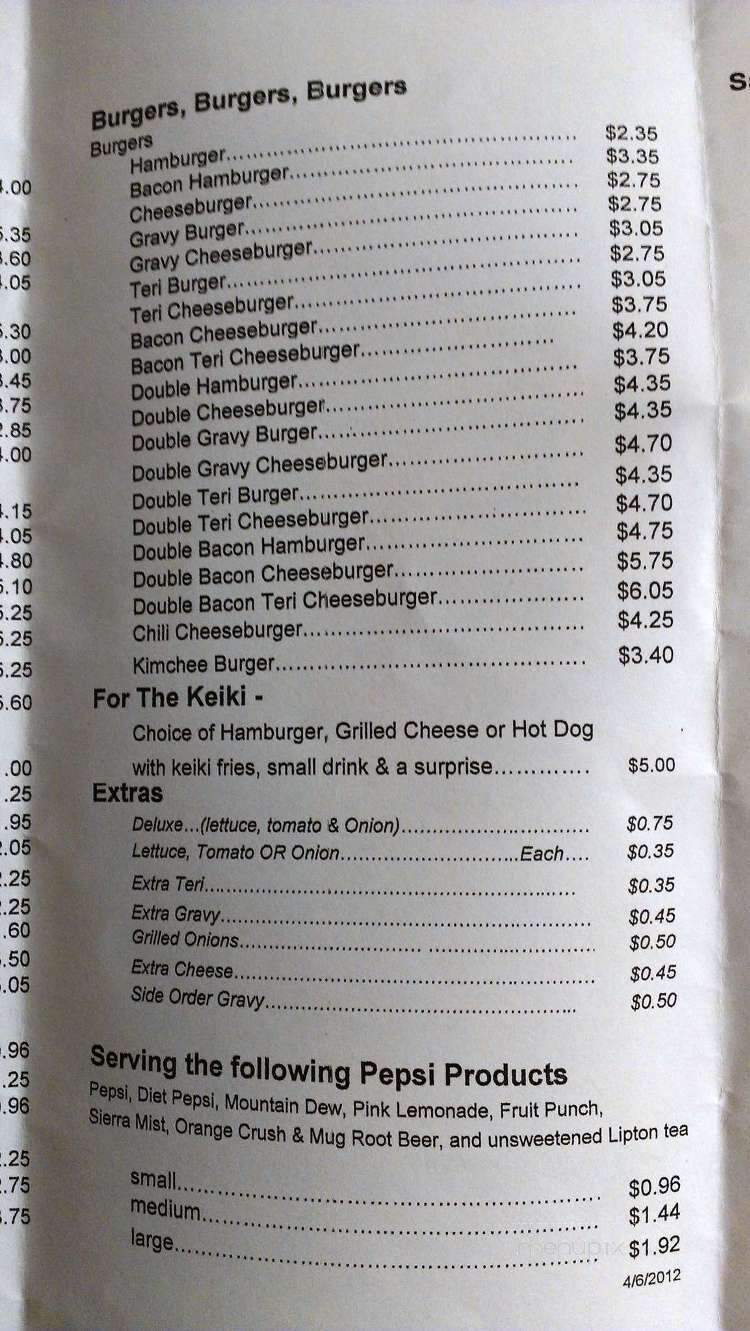 Burgers, Burgers, Burgers
Burgers
Hamburger........ $2.35
Bacon Hamburger........ $3.35
Cheeseburger........ $2.75
Gravy Burger........ $2.75
Gravy Cheeseburger........ $3.05
Teri Burger........ $2.75
Teri Cheeseburger........ $3.05
Bacon Cheeseburger........ $3.75
Bacon Teri Cheeseburger........ $4.20
Double Hamburger........ $3.75
Double Cheeseburger........ $4.35
Double Gravy Burger........ $4.35
Double Gravy Cheeseburger........ $4.70
Double Teri Burger........ $4.35
Double Teri Cheeseburger........ $4.70
Double Bacon Hamburger........ $4.75
Double Bacon Cheeseburger........ $5.75
Double Bacon Teri Cheeseburger........ $6.05
Chili Cheeseburger........ $4.25
Kimchee Burger........ $3.40
For The Keiki -
Choice of Hamburger, Grilled Cheese or Hot Dog
with keiki fries, small drink & a surprise........ $5.00
Extras
Deluxe...(lettuce, tomato & Onion)........ $0.75
Lettuce, Tomato OR Onion........Each.... $0.35
Extra Teri........ $0.35
Extra Gravy........ $0.45
Grilled Onions........ $0.50
Extra Cheese........ $0.45
Side Order Gravy........ $0.50
Serving the following Pepsi Products
Pepsi, Diet Pepsi, Mountain Dew, Pink Lemonade, Fruit Punch,
Sierra Mist, Orange Crush & Mug Root Beer, and unsweetened Lipton tea
small........ $0.96
medium........ $1.44
large........ $1.92
4/6/2012